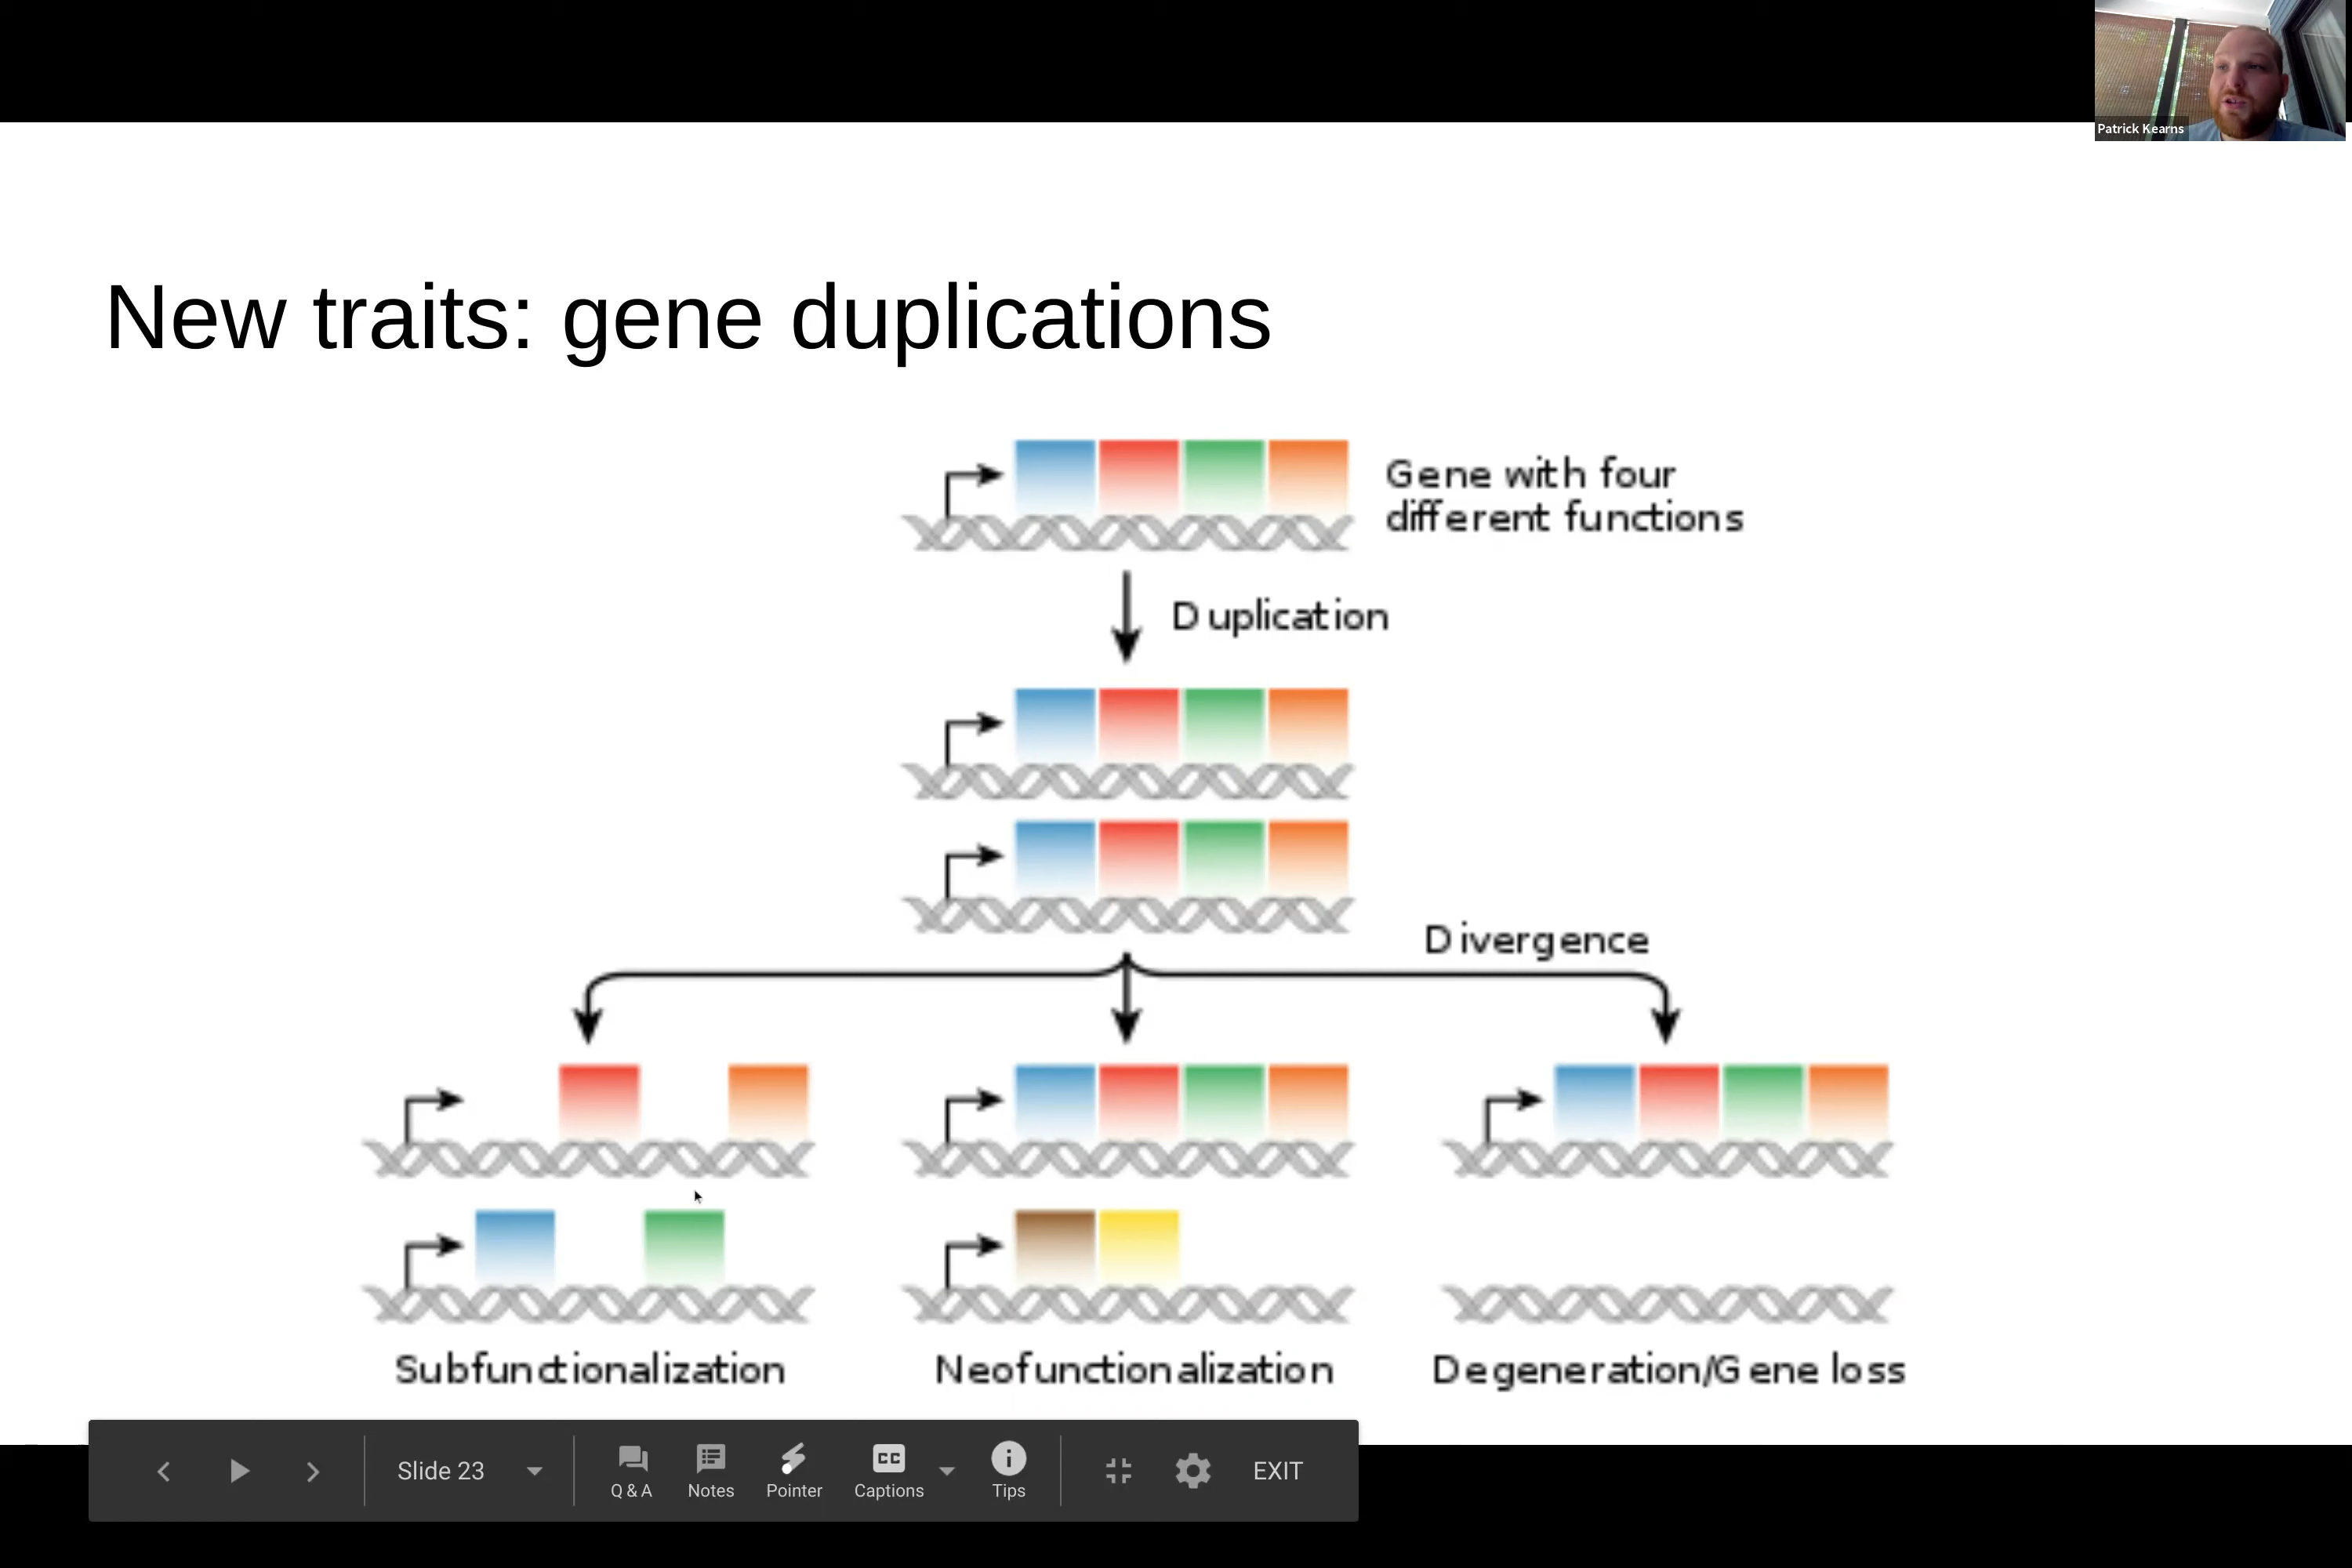 Patrick Kearns
New traits: gene duplications
Gene with four
different functions
Duplication
Divergence
Subfunctionalization
Neofunctionalization
Degeneration/Gene loss
Slide 23
Q & A
Notes
Pointer
CC
Captions
Tips
EXIT